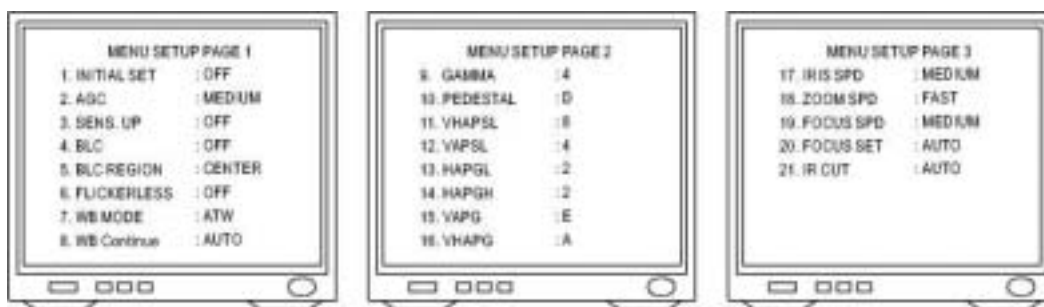 MENU SETUP PAGE 1
1. INITIAL SET : OFF
2. AGC : MEDIUM
3. SENS. UP : OFF
4. BLC : OFF
5. BLC REGION : CENTER
6. FLICKERLESS : OFF
7. WB MODE : ATW
8. WB Continue : AUTO
MENU SETUP PAGE 2
9. GAMMA :4
10. PEDESTAL :D
11. VHAPSL :8
12. VAPSL :4
13. HAPGL :2
14. HAPGH :2
15. VAPG :E
16. VHAPG :A
MENU SETUP PAGE 3
17. IRIS SPD : MEDIUM
18. ZOOM SPD : FAST
19. FOCUS SPD : MEDIUM
20. FOCUS SET : AUTO
21. IR CUT : AUTO